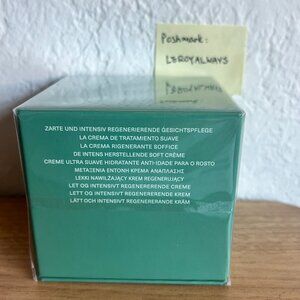 Poshmark:
LEROYALWAYS
ZARTE UND INTENSIV REGENERIERENDE GESICHTSPFLEGE
LA CREMA DE TRATAMIENTO SUAVE
LA CREMA RIGENERANTE SOFFICE
DE INTENS HERSTELLENDE SOFT CRÈME
CREME ULTRA SUAVE HIDRATANTE ANTI-IDADE PARA O ROSTO
ΜΕΤΑΞΕΝΙΑ ΕΝΤΟΝΗ ΚΡΕΜΑ ΑΝΑΠΛΑΣΗΣ
LEKKI NAWILŻAJĄCY KREM REGENERUJĄCY
LET OG INTENSIVT REGENERERENDE CREME
LETT OG INTENSIVT REGENERERENDE KREM
LÄTT OCH INTENSIVT REGENERERANDE KRÄM